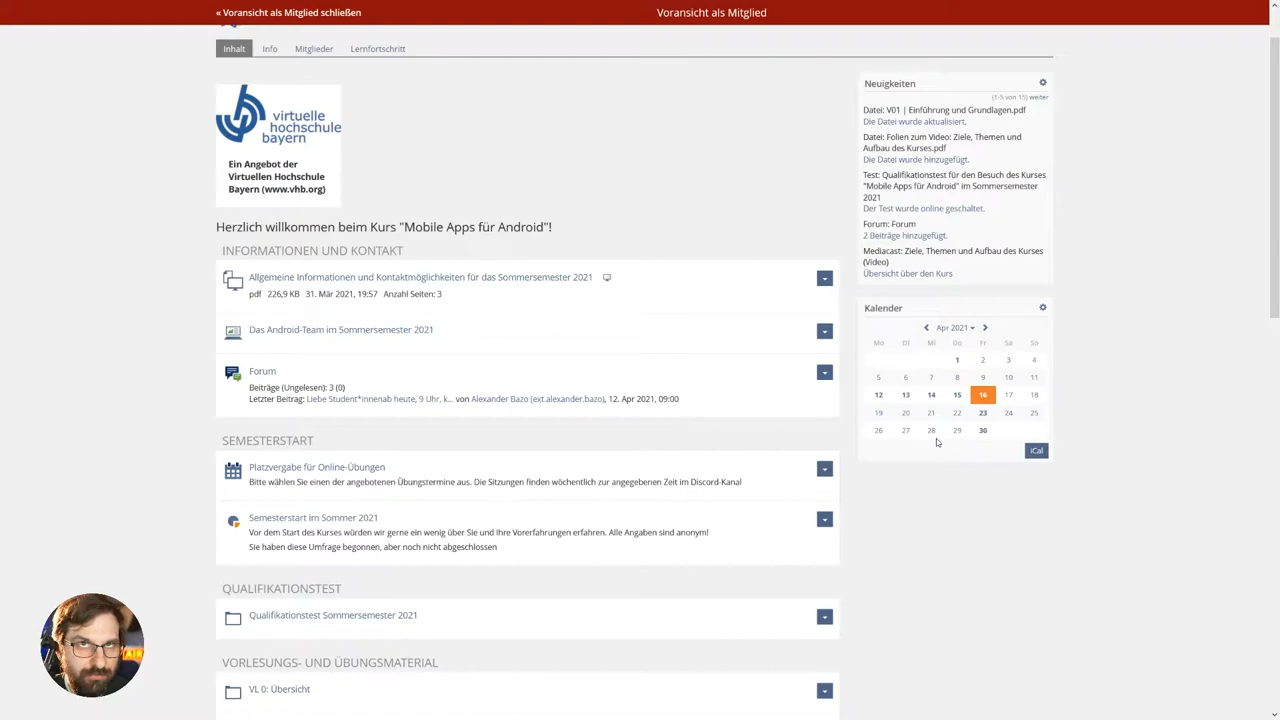 « Voransicht als Mitglied schließen
Voransicht als Mitglied
Inhalt
Info
Mitglieder
Lernfortschritt
virtuelle
hochschule
bayern
Ein Angebot der
Virtuellen Hochschule
Bayern (www.vhb.org)
Herzlich willkommen beim Kurs "Mobile Apps für Android"!
INFORMATIONEN UND KONTAKT
Allgemeine Informationen und Kontaktmöglichkeiten für das Sommersemester 2021
pdf 226,9 KB 31. Mär 2021, 19:57 Anzahl Seiten: 3
Das Android-Team im Sommersemester 2021
Forum
Beiträge (Ungelesen): 3 (0)
Letzter Beitrag: Liebe Student*innenab heute, 9 Uhr, k... von Alexander Bazo (ext.alexander.bazo), 12. Apr 2021, 09:00
SEMESTERSTART
Platzvergabe für Online-Übungen
Bitte wählen Sie einen der angebotenen Übungstermine aus. Die Sitzungen finden wöchentlich zur angegebenen Zeit im Discord-Kanal
Semesterstart im Sommer 2021
Vor dem Start des Kurses würden wir gerne ein wenig über Sie und Ihre Vorerfahrungen erfahren. Alle Angaben sind anonym!
Sie haben diese Umfrage begonnen, aber noch nicht abgeschlossen
QUALIFIKATIONSTEST
Qualifikationstest Sommersemester 2021
VORLESUNGS- UND ÜBUNGSMATERIAL
VL 0: Übersicht
Neuigkeiten
(1-5 von 15) weiter
Datei: V01 | Einführung und Grundlagen.pdf
Die Datei wurde aktualisiert.
Datei: Folien zum Video: Ziele, Themen und
Aufbau des Kurses.pdf
Die Datei wurde hinzugefügt.
Test: Qualifikationstest für den Besuch des Kurses
"Mobile Apps für Android" im Sommersemester
2021
Der Test wurde online geschaltet.
Forum: Forum
2 Beiträge hinzugefügt.
Mediacast: Ziele, Themen und Aufbau des Kurses
(Video)
Übersicht über den Kurs
Kalender
Apr 2021
Mo Di Mi Do Fr Sa So
1 2 3 4
5 6 7 8 9 10 11
12 13 14 15 16 17 18
19 20 21 22 23 24 25
26 27 28 29 30
iCal